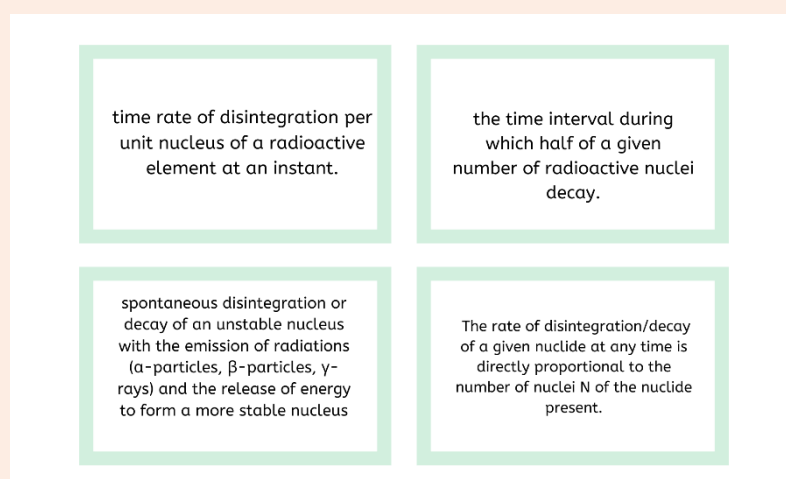 time rate of disintegration per
unit nucleus of a radioactive
element at an instant.
the time interval during
which half of a given
number of radioactive nuclei
decay.
spontaneous disintegration or
decay of an unstable nucleus
with the emission of radiations
(α-particles, β-particles, γ-
rays) and the release of energy
to form a more stable nucleus
The rate of disintegration/decay
of a given nuclide at any time is
directly proportional to the
number of nuclei N of the nuclide
present.